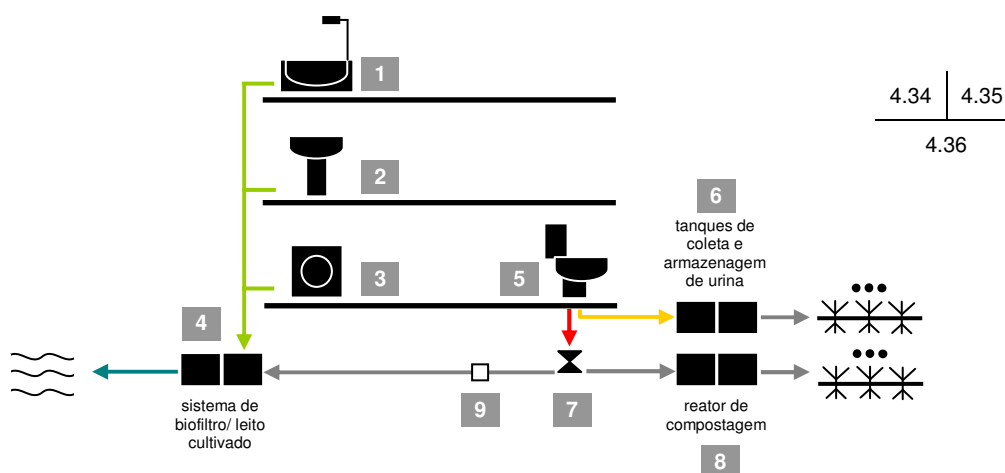 1
4.34 4.35
4.36
2
6
tanques de
coleta e
armazenagem
de urina
3
5
4
9
7
sistema de
biofiltro/ leito
cultivado
reator de
compostagem
8